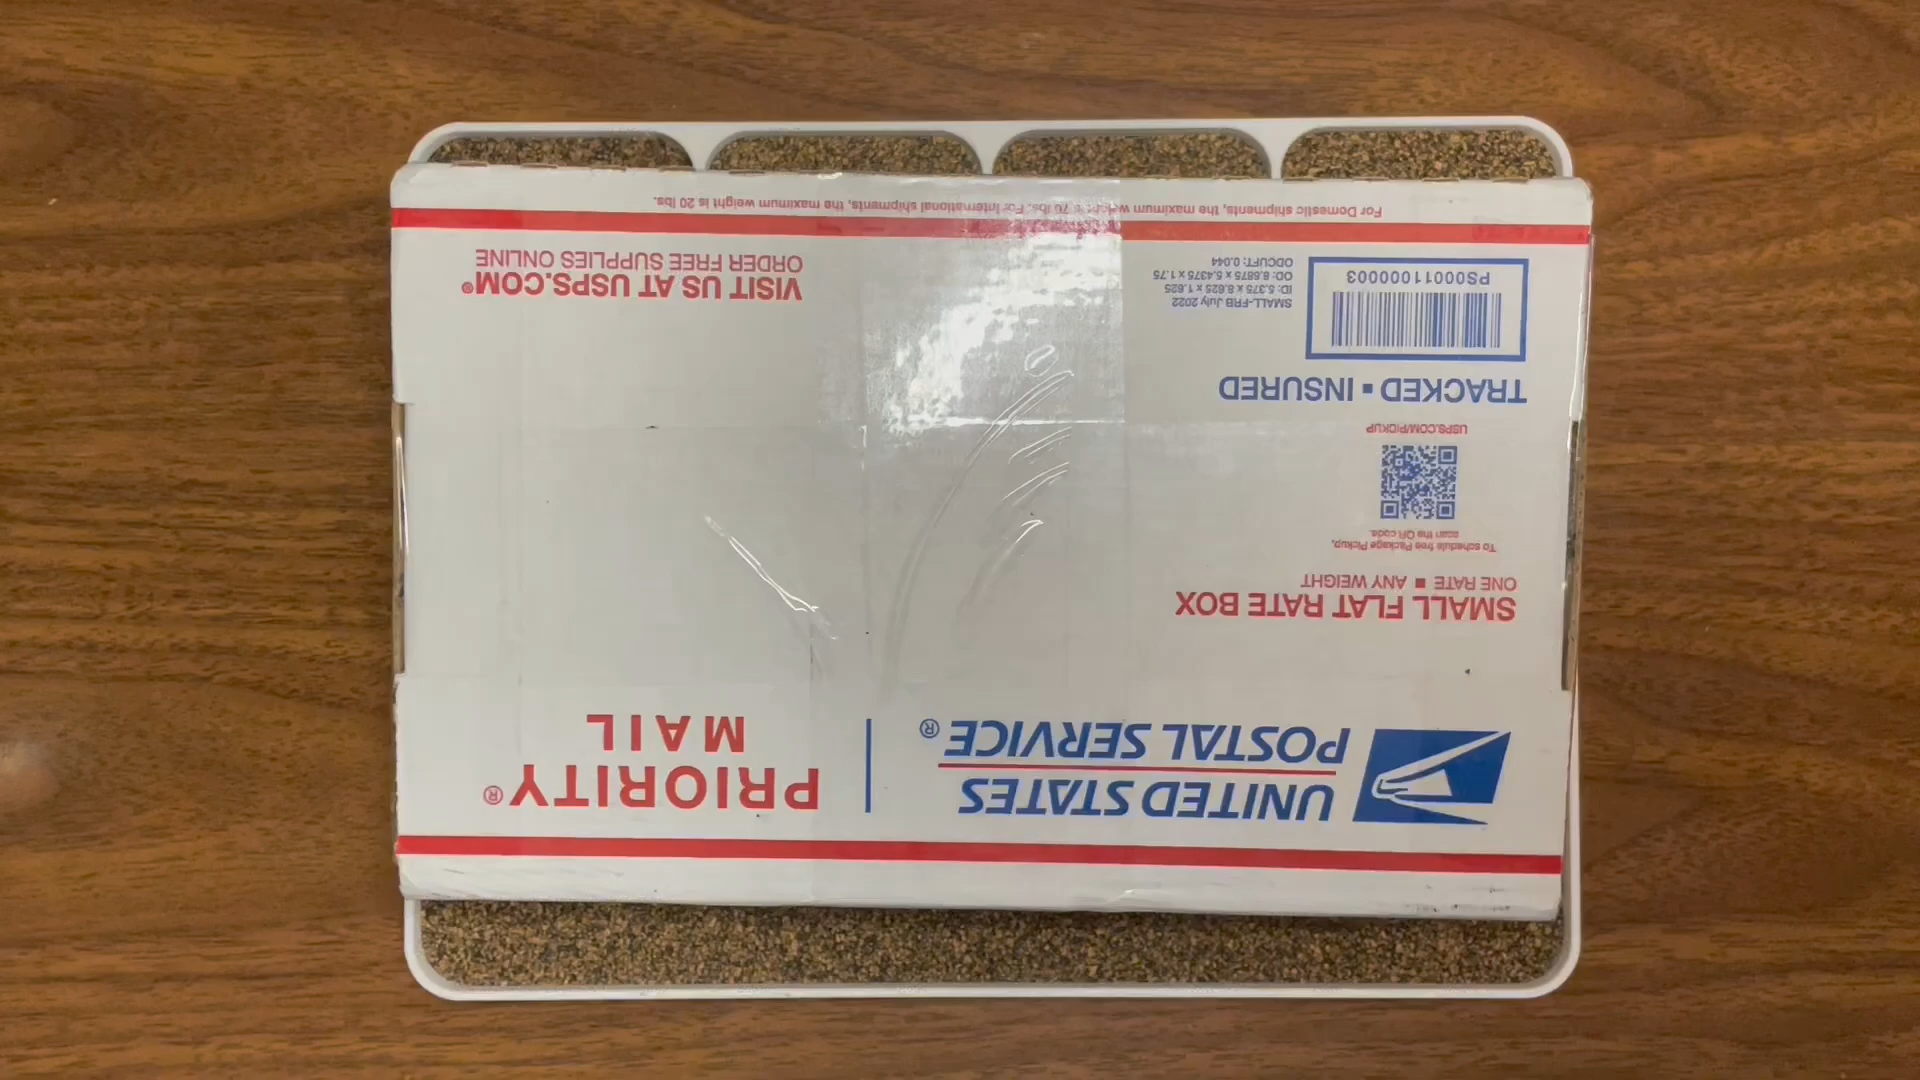 UNITED STATES
POSTAL SERVICE®
PRIORITY®
MAIL
SMALL FLAT RATE BOX
ONE RATE ■ ANY WEIGHT
To schedule free Package Pickup,
scan the QR code.
USPS.COM/PICKUP
TRACKED ■ INSURED
PS00011000003
SMALL-FRB July 2022
ID: 5.375 x 8.625 x 1.625
OD: 8.6875 x 5.4375 x 1.75
ODCUFT: 0.044
VISIT US AT USPS.COM®
ORDER FREE SUPPLIES ONLINE
For Domestic shipments, the maximum weight is 70 lbs. For International shipments, the maximum weight is 20 lbs.